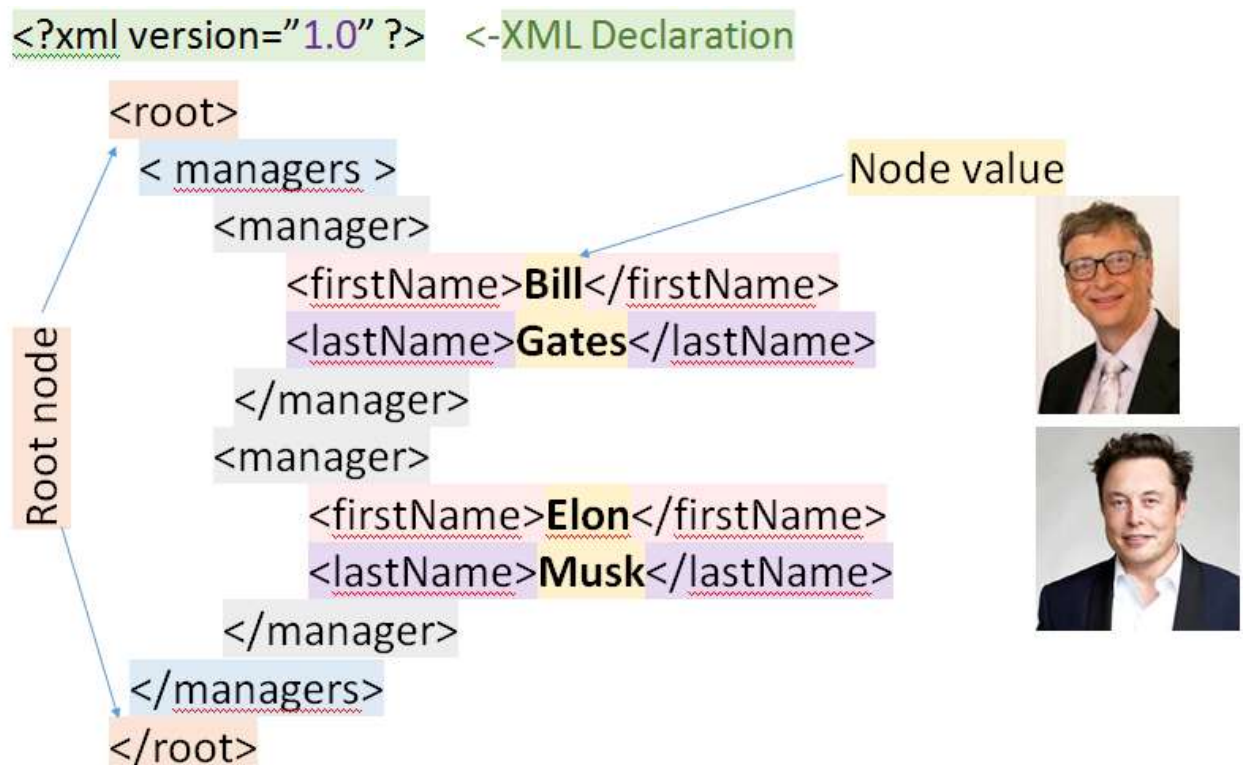 <?xml version=”1.0” ?> <-XML Declaration
<root>
< managers >
Node value
<manager>
<firstName>Bill</firstName>
<lastName>Gates</lastName>
</manager>
<manager>
<firstName>Elon</firstName>
<lastName>Musk</lastName>
</manager>
</managers>
</root>
Root node